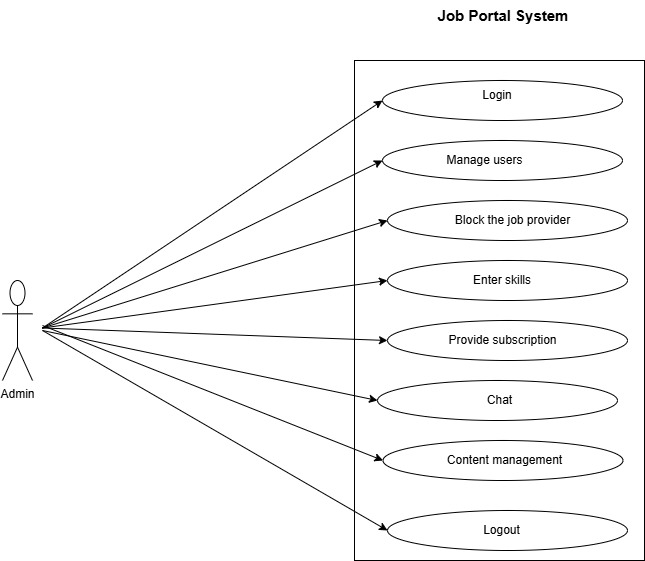 Job Portal System
Login
Manage users
Block the job provider
Enter skills
Provide subscription
Admin
Chat
Content management
Logout